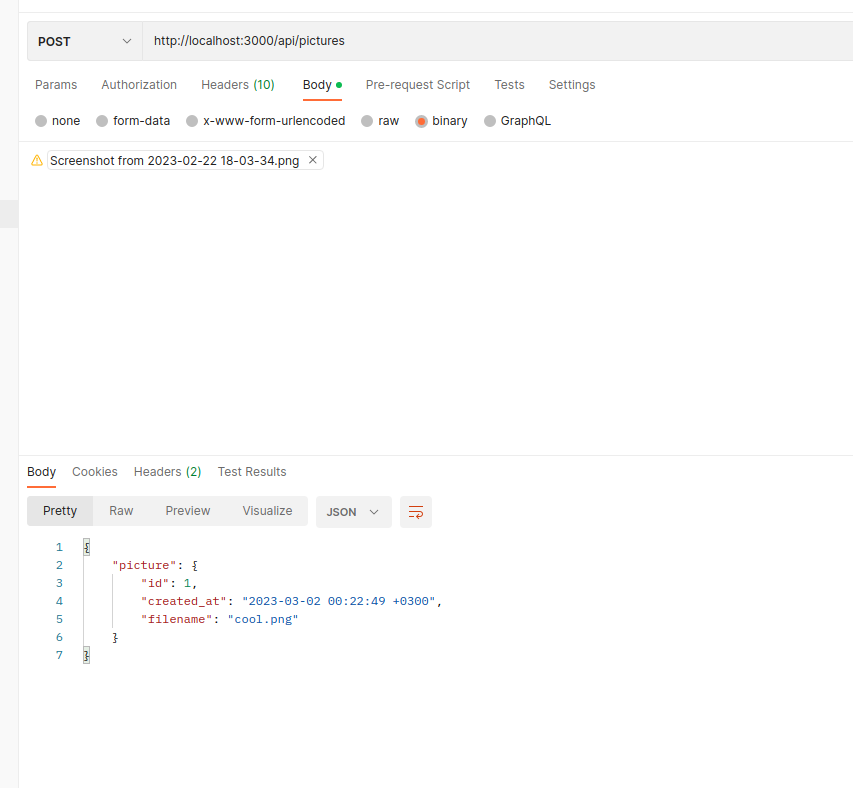 POST http://localhost:3000/api/pictures
Params Authorization Headers (10) Body Pre-request Script Tests Settings
none form-data x-www-form-urlencoded raw binary GraphQL
Screenshot from 2023-02-22 18-03-34.png
Body Cookies Headers (2) Test Results
Pretty Raw Preview Visualize JSON
1 {
2 "picture": {
3 "id": 1,
4 "created_at": "2023-03-02 00:22:49 +0300",
5 "filename": "cool.png"
6 }
7 }